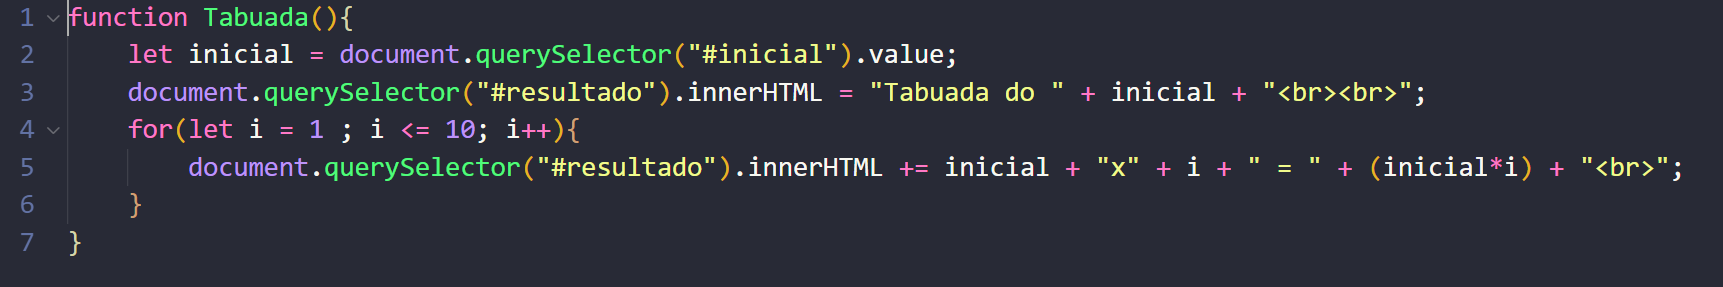 1 function Tabuada(){
2 let inicial = document.querySelector("#inicial").value;
3 document.querySelector("#resultado").innerHTML = "Tabuada do " + inicial + "<br><br>";
4 for(let i = 1 ; i <= 10; i++){
5 document.querySelector("#resultado").innerHTML += inicial + "x" + i + " = " + (inicial*i) + "<br>";
6 }
7 }